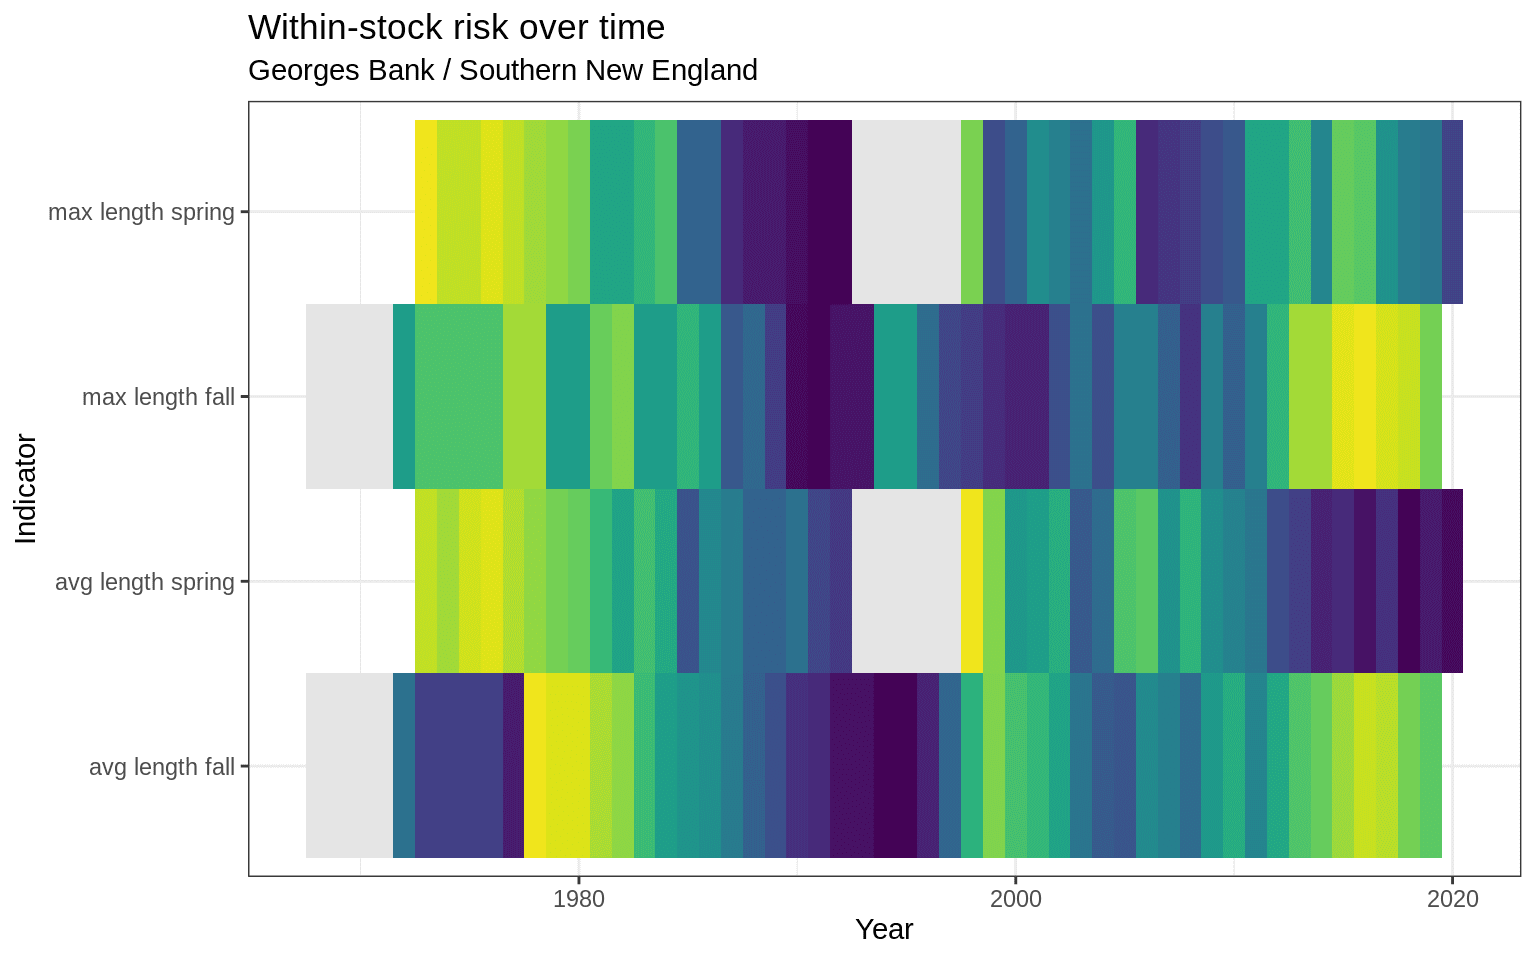 Within-stock risk over time
Georges Bank / Southern New England
max length spring
max length fall
avg length spring
avg length fall
Indicator
1980
2000
2020
Year